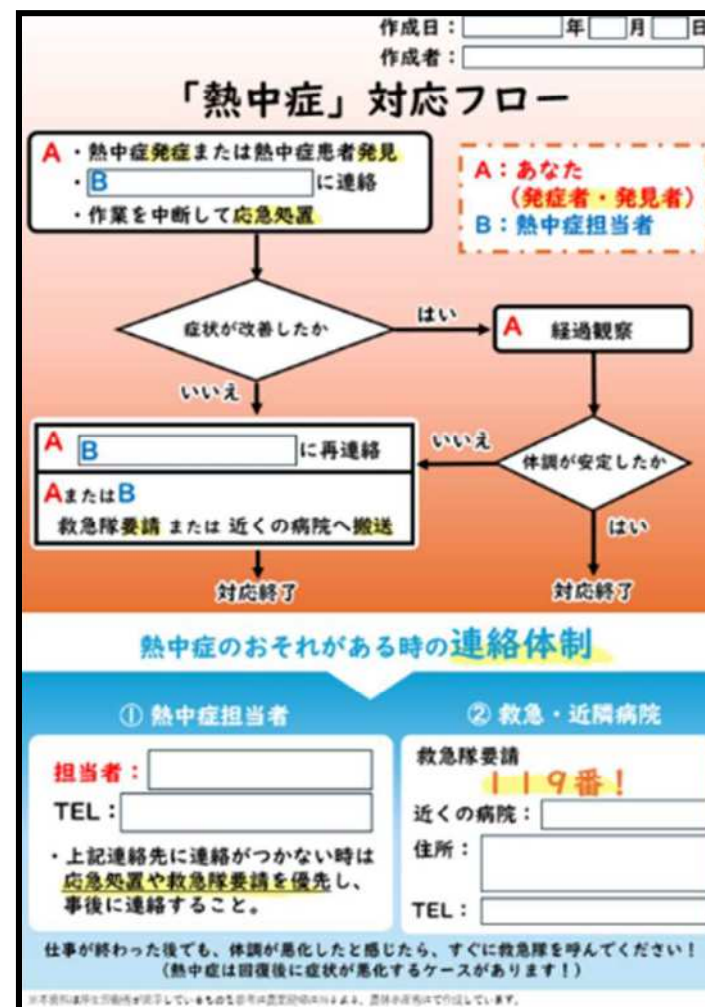 作成日： 年 月 日
作成者：
「熱中症」対応フロー
A ・熱中症発症または熱中症患者発見
・B に連絡
・作業を中断して応急処置
A：あなた
（発症者・発見者）
B：熱中症担当者
症状が改善したか
はい
A 経過観察
いいえ
A B に再連絡
いいえ
体調が安定したか
AまたはB
救急隊要請 または 近くの病院へ搬送
はい
対応終了
対応終了
熱中症のおそれがある時の連絡体制
① 熱中症担当者
担当者：
TEL：
・上記連絡先に連絡がつかない時は
応急処置や救急隊要請を優先し、
事後に連絡すること。
② 救急・近隣病院
救急隊要請
119番！
近くの病院：
住所：
TEL：
仕事が終わった後でも、体調が悪化したと感じたら、すぐに救急隊を呼んでください！
（熱中症は回復後に症状が悪化するケースがあります！）